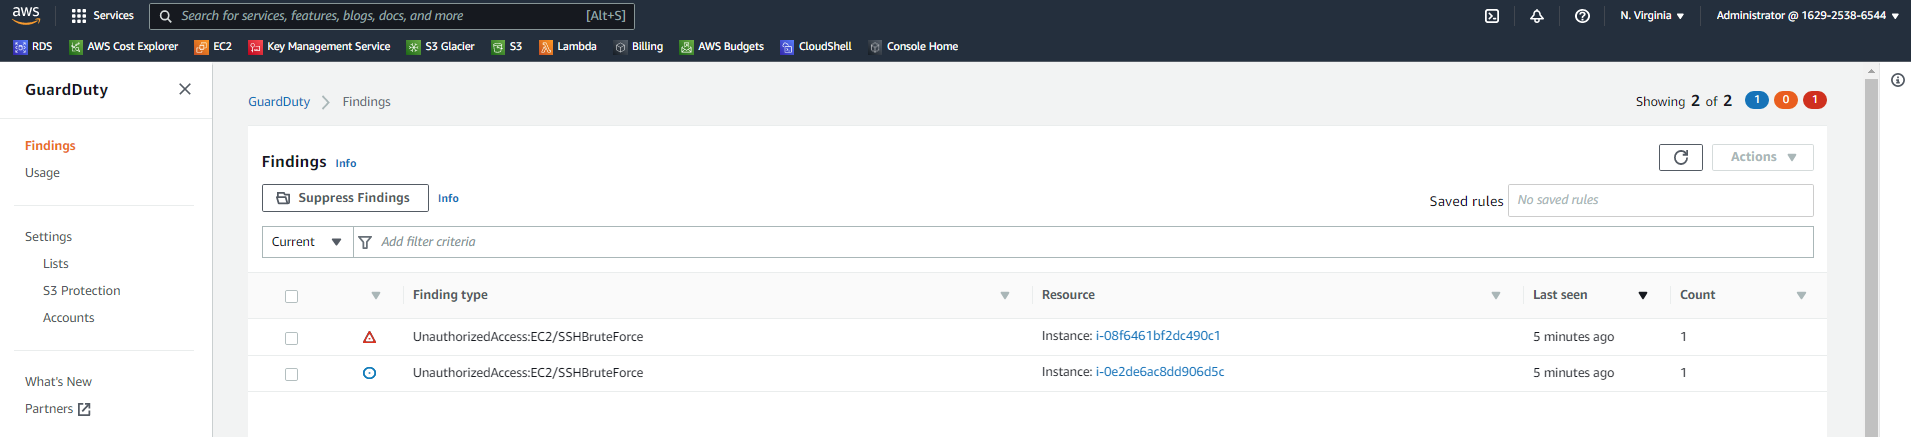 aws Services Search for services, features, blogs, docs, and more [Alt+S] N. Virginia Administrator @ 1629-2538-6544
RDS AWS Cost Explorer EC2 Key Management Service S3 Glacier S3 Lambda Billing AWS Budgets CloudShell Console Home
GuardDuty
Findings
Usage
Settings
Lists
S3 Protection
Accounts
What's New
Partners
GuardDuty Findings
Showing 2 of 2 1 0 1
Findings Info
Actions
Suppress Findings Info
Saved rules No saved rules
Current Add filter criteria
Finding type Resource Last seen Count
UnauthorizedAccess:EC2/SSHBruteForce Instance: i-08f6461bf2dc490c1 5 minutes ago 1
UnauthorizedAccess:EC2/SSHBruteForce Instance: i-0e2de6ac8dd906d5c 5 minutes ago 1